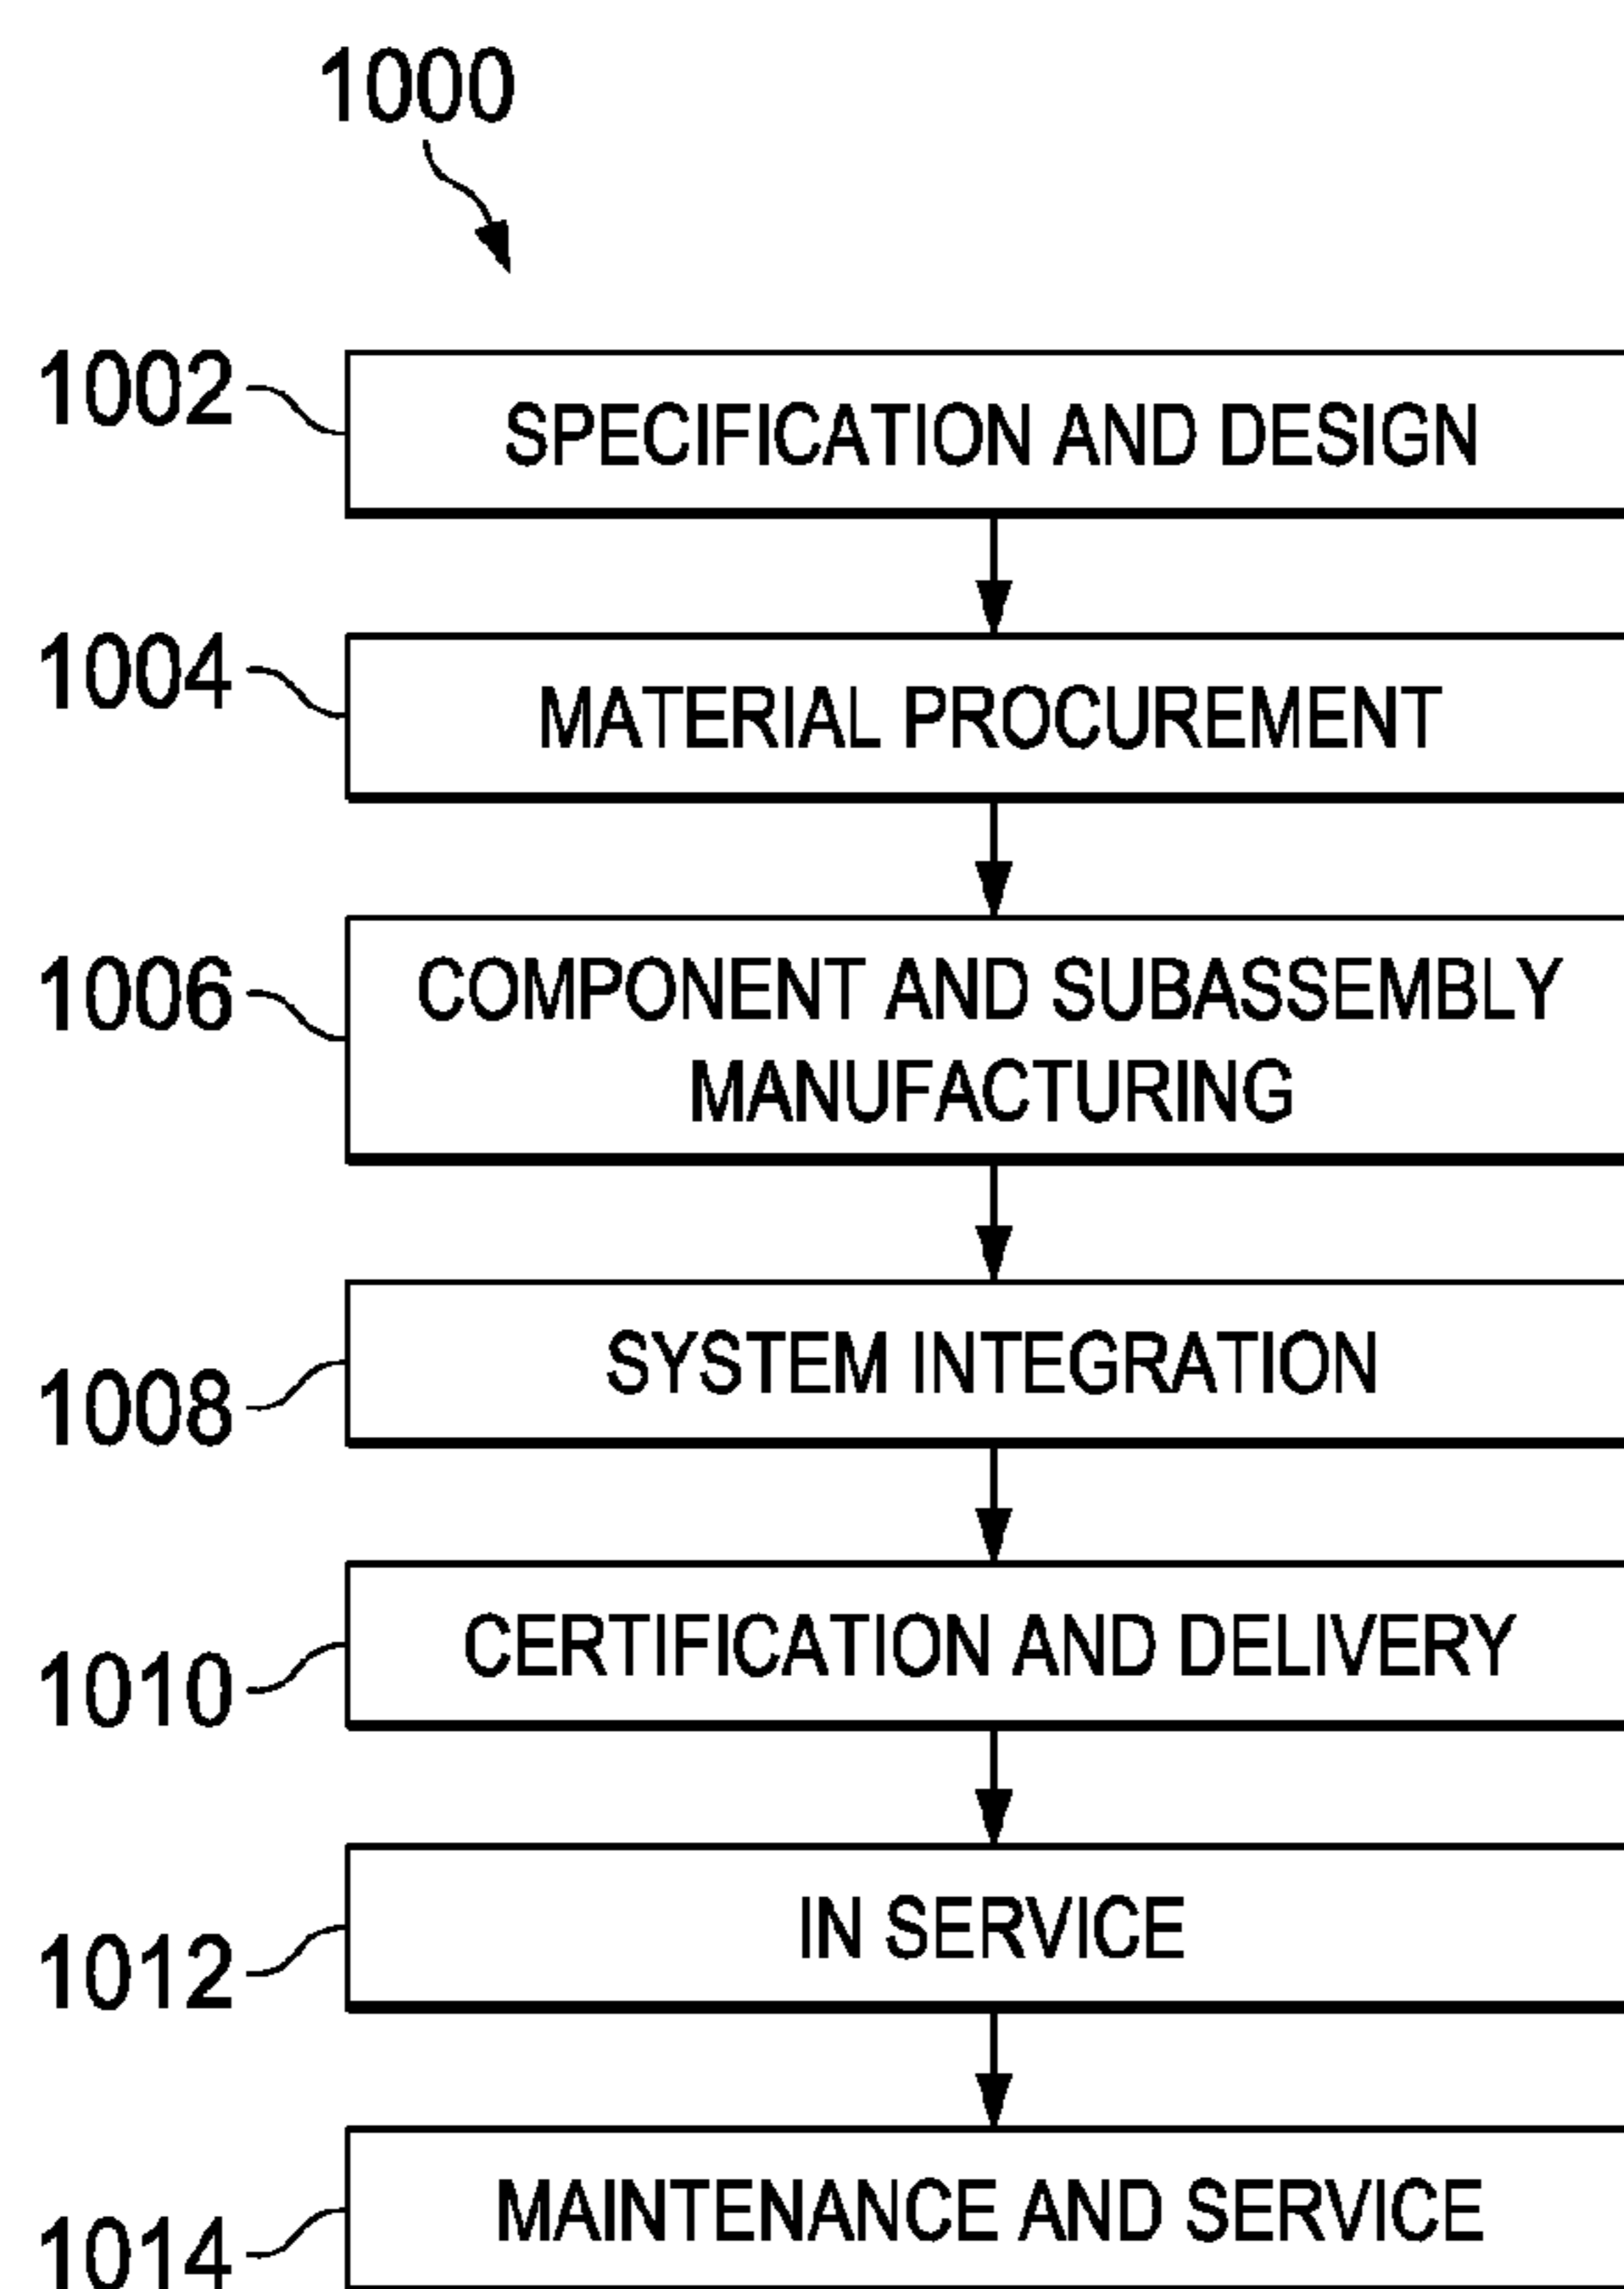 1000
1002
SPECIFICATION AND DESIGN
1004
MATERIAL PROCUREMENT
1006
COMPONENT AND SUBASSEMBLY
MANUFACTURING
1008
SYSTEM INTEGRATION
1010
CERTIFICATION AND DELIVERY
1012
IN SERVICE
1014
MAINTENANCE AND SERVICE